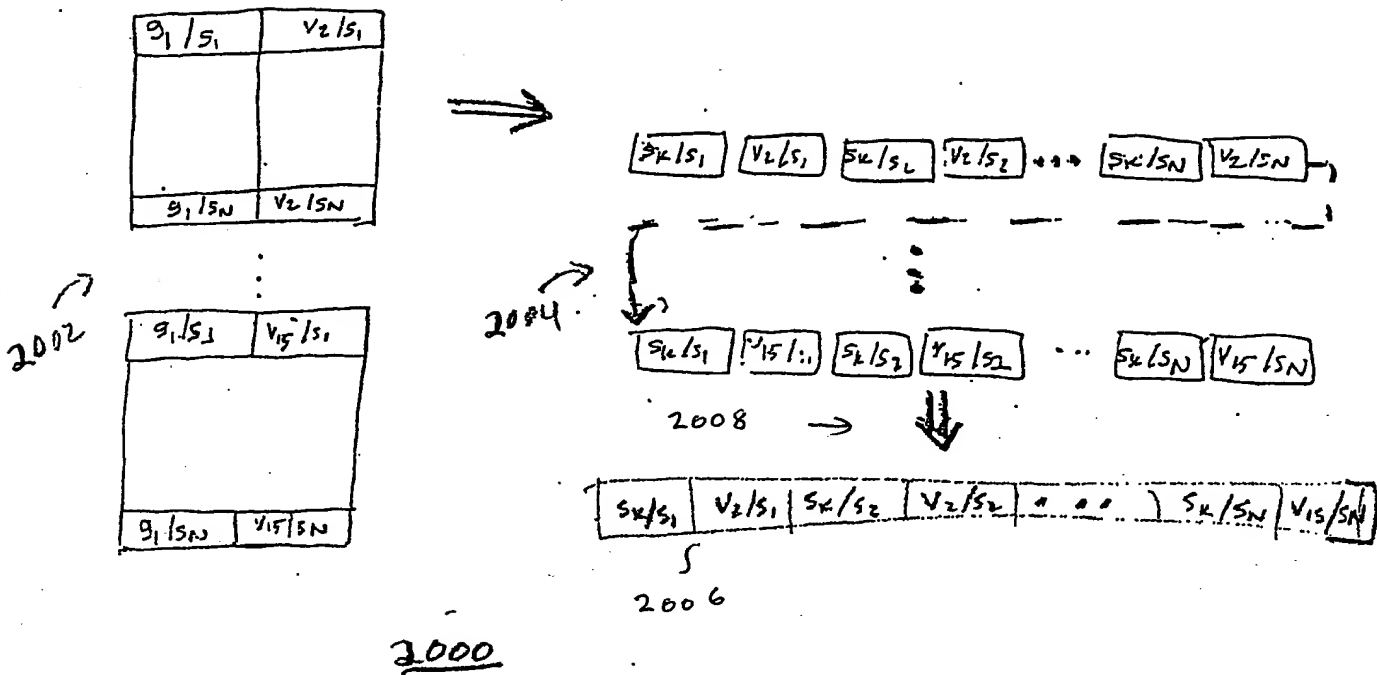 g1/s1 v2/s1
g1/sN v2/sN
sk/s1 v2/s1 sk/s2 v2/s2 ... sk/sN v2/sN
2002
g1/s1 v15/s1
g1/sN v15/sN
2004
sk/s1 sk/s2 v15/s2 ... sk/sN v15/sN
2008
sk/s1 v2/s1 sk/s2 v2/s2 ... sk/sN v15/sN
2006
2000